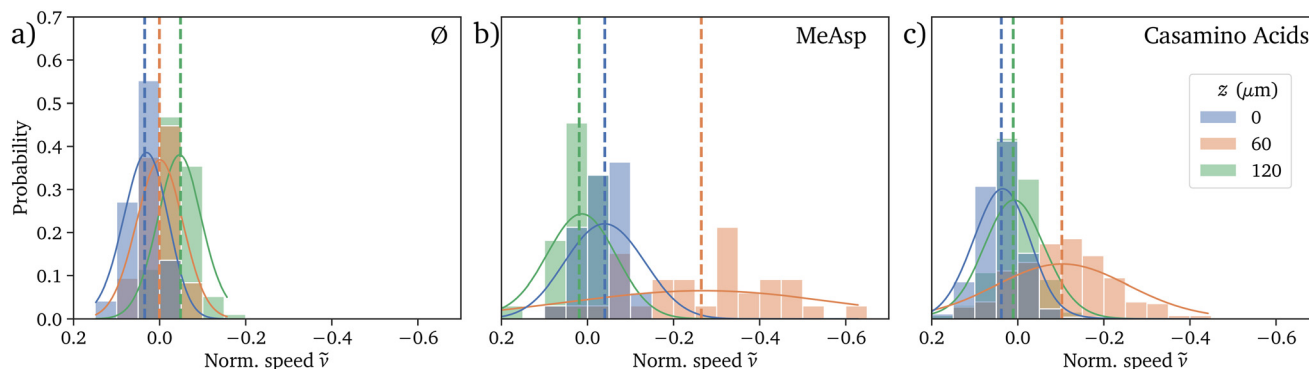 a)
Ø
b)
MeAsp
c)
Casamino Acids
0.7
0.6
0.5
0.4
0.3
0.2
0.1
0.0
Probability
z (μm)
0
60
120
0.2 0.0 −0.2 −0.4 −0.6
0.2 0.0 −0.2 −0.4 −0.6
0.2 0.0 −0.2 −0.4 −0.6
Norm. speed ṽ
Norm. speed ṽ
Norm. speed ṽ